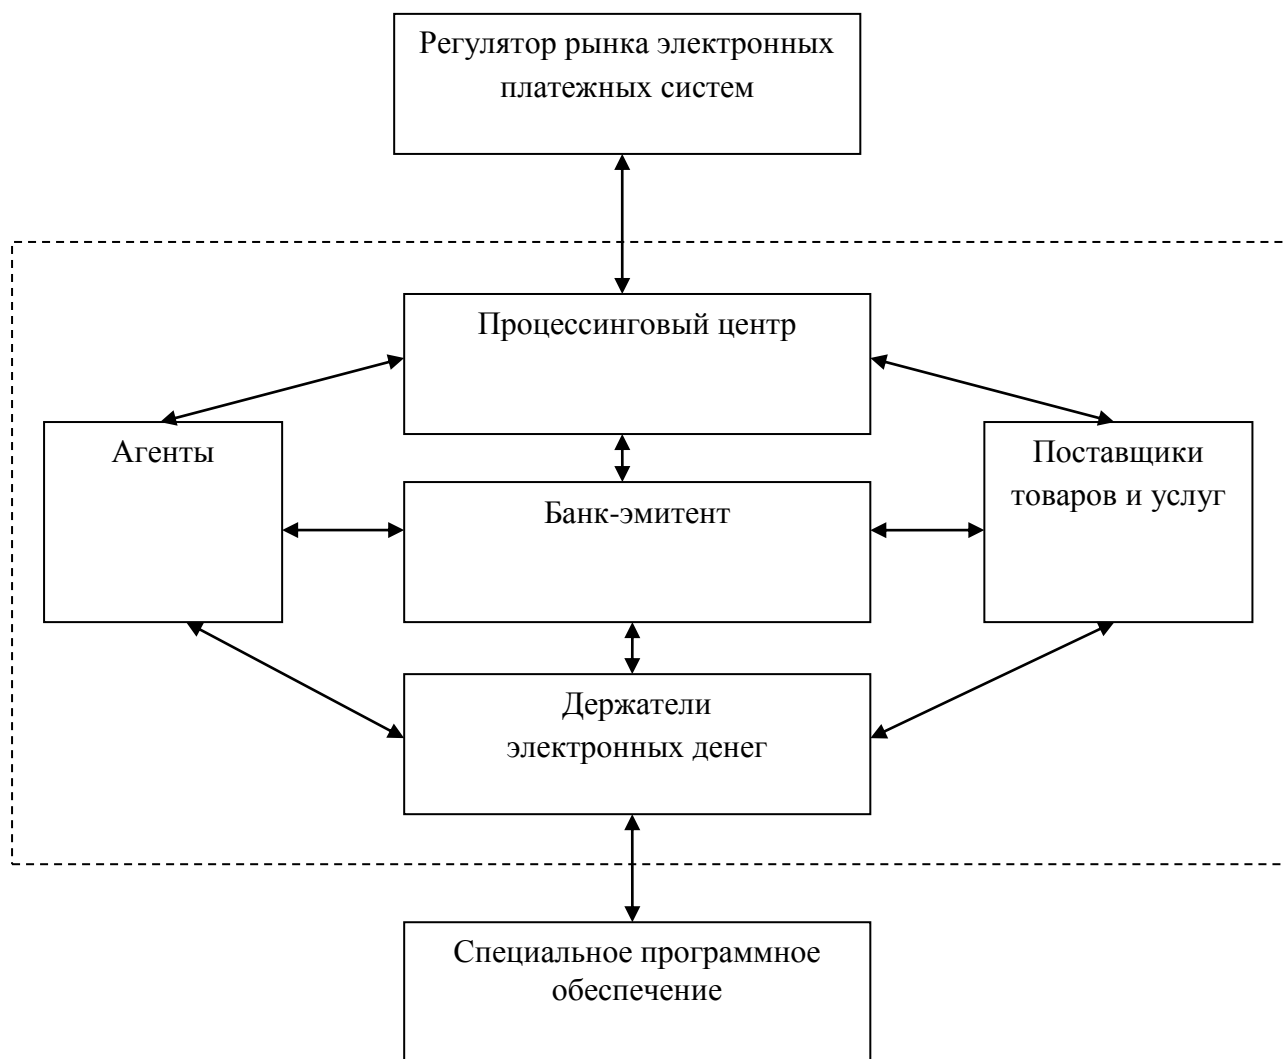 Регулятор рынка электронных
платежных систем
Процессинговый центр
Агенты
Поставщики
товаров и услуг
Банк-эмитент
Держатели
электронных денег
Специальное программное
обеспечение